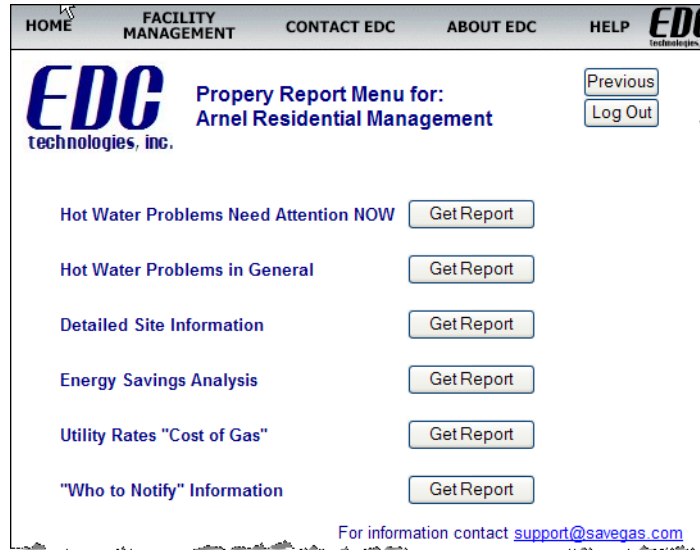 HOME FACILITY MANAGEMENT CONTACT EDC ABOUT EDC HELP EDC
technologies,
EDC
technologies, inc.
Propery Report Menu for:
Arnel Residential Management
Previous
Log Out
Hot Water Problems Need Attention NOW Get Report
Hot Water Problems in General Get Report
Detailed Site Information Get Report
Energy Savings Analysis Get Report
Utility Rates "Cost of Gas" Get Report
"Who to Notify" Information Get Report
For information contact support@savegas.com